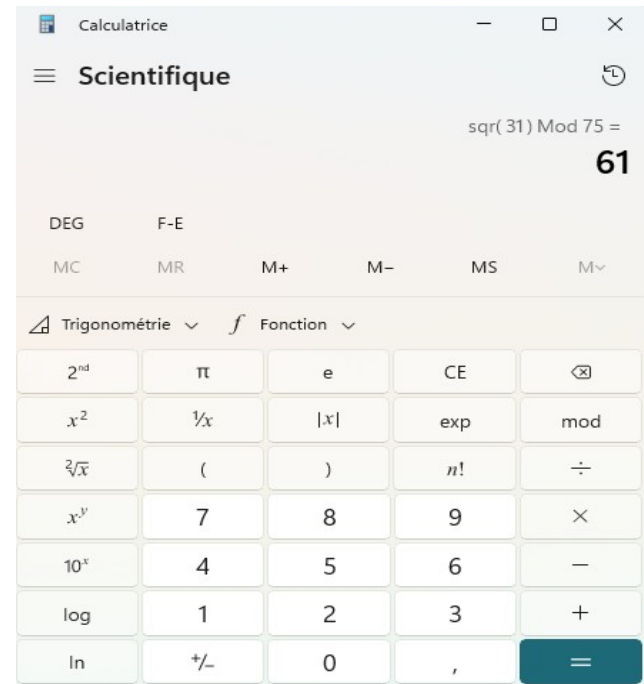 Calculatrice
Scientifique
sqr( 31) Mod 75 =
61
DEG F-E
MC MR M+ M− MS M
Trigonométrie f Fonction
2ⁿᵈ π e CE
x² ¹/x |x| exp mod
²√x ( ) n! ÷
xʸ 7 8 9 ×
10ˣ 4 5 6 −
log 1 2 3 +
ln +/− 0 , =